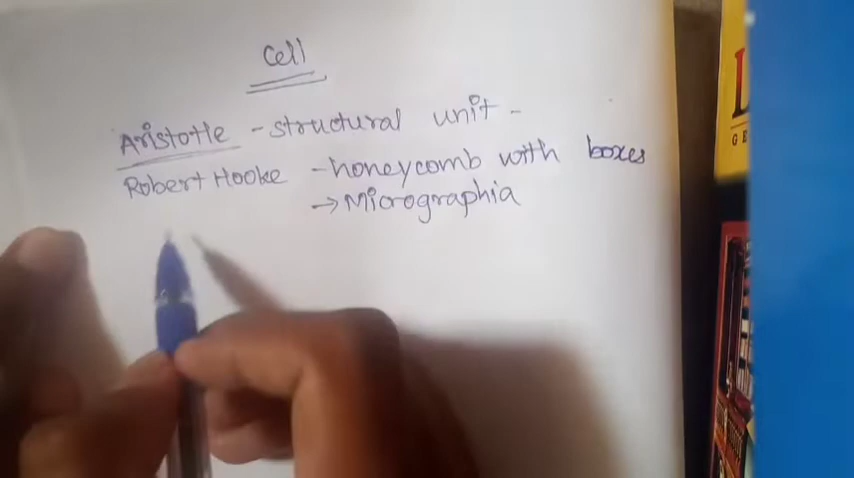 Cell
Aristotle - structural unit -
Robert Hooke - honeycomb with boxes
→ Micrographia